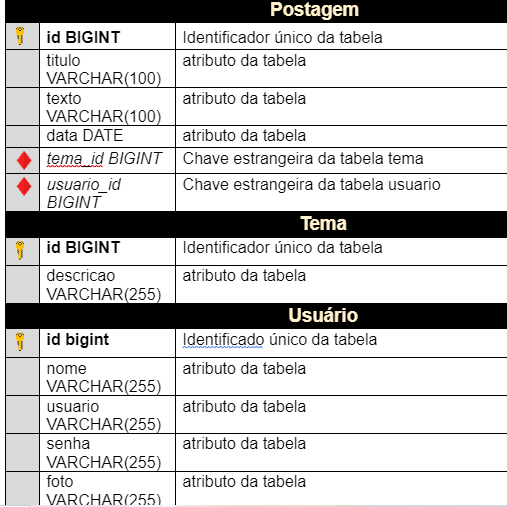 Postagem
id BIGINT Identificador único da tabela
titulo atributo da tabela
VARCHAR(100)
texto atributo da tabela
VARCHAR(100)
data DATE atributo da tabela
tema_id BIGINT Chave estrangeira da tabela tema
usuario_id Chave estrangeira da tabela usuario
BIGINT
Tema
id BIGINT Identificador único da tabela
descricao atributo da tabela
VARCHAR(255)
Usuário
id bigint Identificado único da tabela
nome atributo da tabela
VARCHAR(255)
usuario atributo da tabela
VARCHAR(255)
senha atributo da tabela
VARCHAR(255)
foto atributo da tabela
VARCHAR(255)